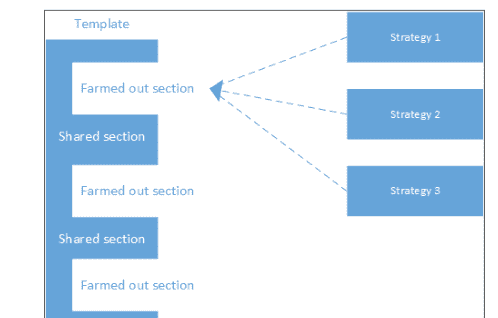 Template
Strategy 1
Farmed out section
Strategy 2
Shared section
Farmed out section
Strategy 3
Shared section
Farmed out section